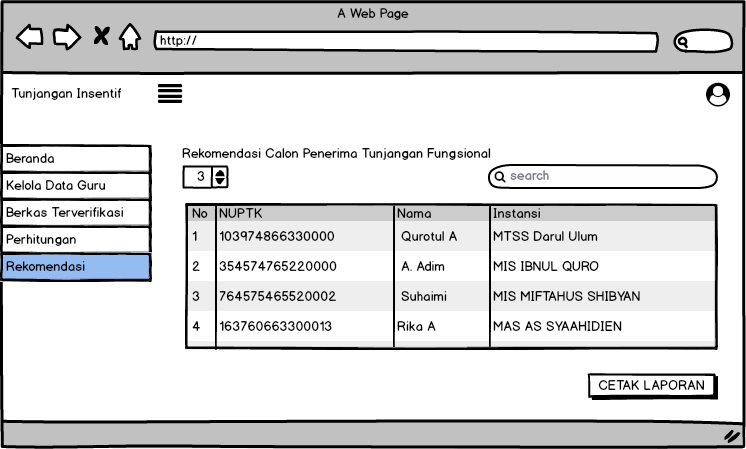 A Web Page
http://
Tunjangan Insentif
Beranda
Kelola Data Guru
Berkas Terverifikasi
Perhitungan
Rekomendasi
Rekomendasi Calon Penerima Tunjangan Fungsional
3
search
No NUPTK Nama Instansi
1 103974866330000 Qurotul A MTSS Darul Ulum
2 354574765220000 A. Adim MIS IBNUL QURO
3 764575465520002 Suhaimi MIS MIFTAHUS SHIBYAN
4 163760663300013 Rika A MAS AS SYAAHIDIEN
CETAK LAPORAN